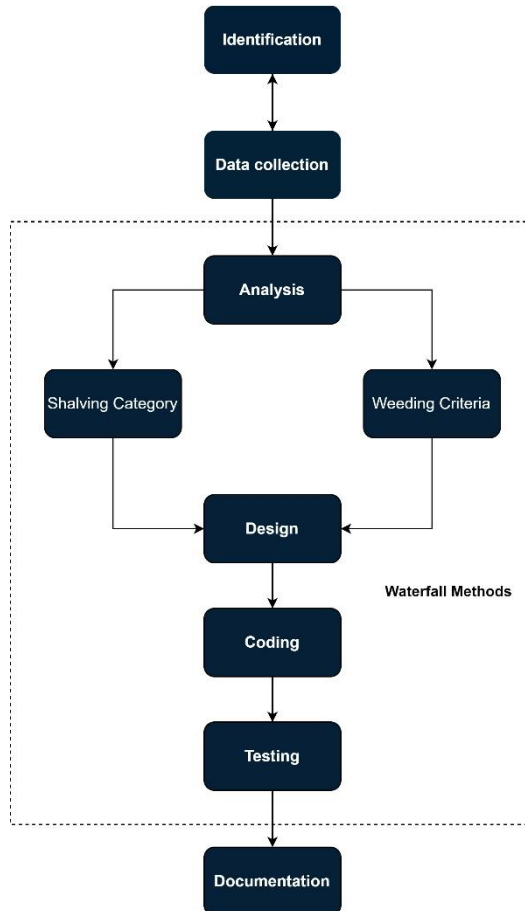 Identification
Data collection
Analysis
Shalving Category
Weeding Criteria
Design
Waterfall Methods
Coding
Testing
Documentation